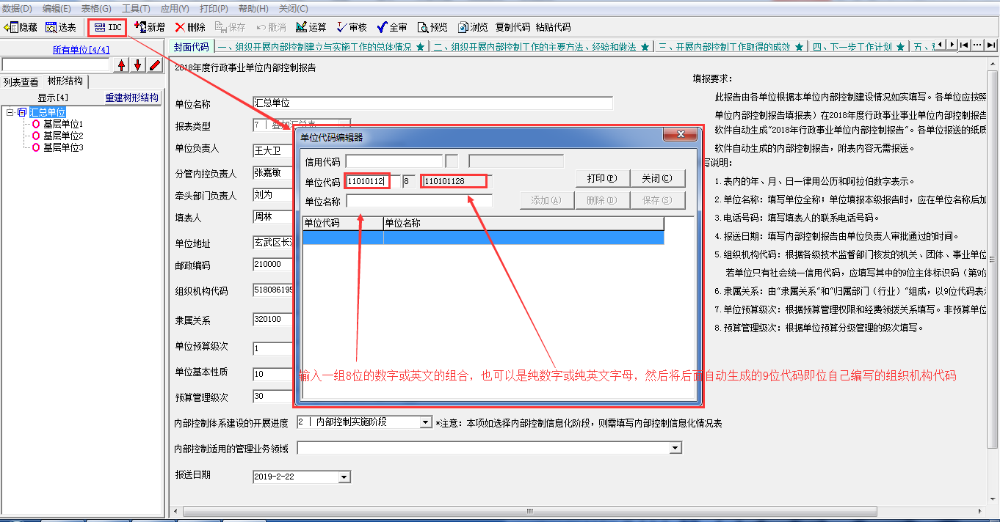 数据(D) 编辑(E) 表格(G) 工具(T) 应用(Y) 打印(P) 帮助(H) 关闭(C)
隐藏 选表 IDC 新增 删除 保存 撤消 运算 审核 全审 预览 浏览 复制代码 粘贴代码
所有单位[4/4]
列表查看 树形结构
显示[4] 重建树形结构
汇总单位
基层单位1
基层单位2
基层单位3
封面代码 一、组织开展内部控制建立与实施工作的总体情况 ★ 二、组织开展内部控制工作的主要方法、经验和做法 ★ 三、开展内部控制工作取得的成效 ★ 四、下一步工作计划 ★ 五、
2018年度行政事业单位内部控制报告
单位名称 汇总单位
报表类型 7 | 叠加汇总表
单位负责人 王大卫
分管内控负责人 张嘉敏
牵头部门负责人 刘为
填表人 周林
单位地址 玄武区长
邮政编码 210000
组织机构代码 518086195
隶属关系 320100
单位预算级次 1
单位基本性质 10
预算管理级次 30
内部控制体系建设的开展进度 2 | 内部控制实施阶段 *注意：本项如选择内部控制信息化阶段，则需填写内部控制信息化情况表
内部控制适用的管理业务领域
报送日期 2019-2-22
单位代码编辑器
信用代码
单位代码 11010112 8 110101128
单位名称
打印(P) 关闭(C)
添加(A) 删除(D) 保存(S)
单位代码 单位名称
输入一组8位的数字或英文的组合，也可以是纯数字或纯英文字母，然后将后面自动生成的9位代码即位自己编写的组织机构代码
填报要求：
此报告由各单位根据本单位内部控制建设情况如实填写。各单位应按照
单位内部控制报告填报表）在2018年度行政事业单位内部控制报告
软件自动生成“2018年行政事业单位内部控制报告”。各单位报送的纸质
软件自动生成的内部控制报告，附表内容无需报送。
写说明：
1.表内的年、月、日一律用公历和阿拉伯数字表示。
2.单位名称：填写单位全称；单位填报本级报告时，应在单位名称后加
3.电话号码：填写填表人的联系电话号码。
4.报送日期：填写内部控制报告由单位负责人审批通过的时间。
5.组织机构代码：根据各级技术监督部门核发的机关、团体、事业单位
若单位只有社会统一信用代码，应填写其中的9位主体标识码（第9位
6.隶属关系：由“隶属关系”和“归属部门（行业）”组成，以9位代码表示
7.单位预算级次：根据预算管理权限和经费领拨关系填写。非预算单位
8.预算管理级次：根据单位预算分级管理的级次填写。